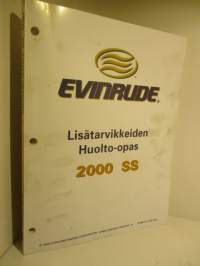 EVINRUDE®
Lisätarvikkeiden
Huolto-opas
2000 SS